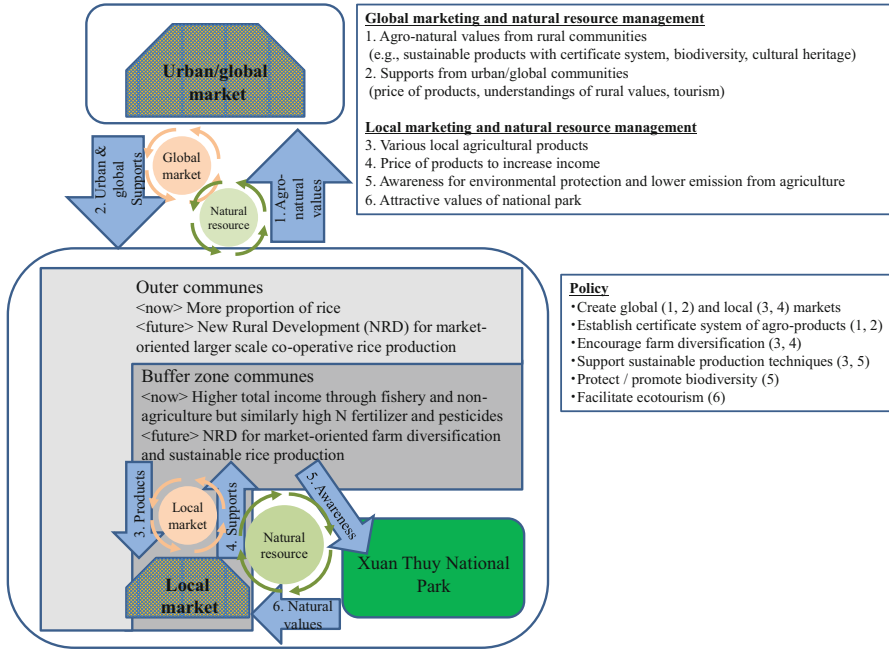 Urban/global
market
Global
market
Natural
resource
2. Urban &
global
Supports
1. Agro-
natural
values
Global marketing and natural resource management
1. Agro-natural values from rural communities
(e.g., sustainable products with certificate system, biodiversity, cultural heritage)
2. Supports from urban/global communities
(price of products, understandings of rural values, tourism)
Local marketing and natural resource management
3. Various local agricultural products
4. Price of products to increase income
5. Awareness for environmental protection and lower emission from agriculture
6. Attractive values of national park
Outer communes
<now> More proportion of rice
<future> New Rural Development (NRD) for market-
oriented larger scale co-operative rice production
Buffer zone communes
<now> Higher total income through fishery and non-
agriculture but similarly high N fertilizer and pesticides
<future> NRD for market-oriented farm diversification
and sustainable rice production
3. Products
Local
market
4. Supports
Natural
resource
5. Awareness
Local
market
6. Natural
values
Xuan Thuy National
Park
Policy
・Create global (1, 2) and local (3, 4) markets
・Establish certificate system of agro-products (1, 2)
・Encourage farm diversification (3, 4)
・Support sustainable production techniques (3, 5)
・Protect / promote biodiversity (5)
・Facilitate ecotourism (6)